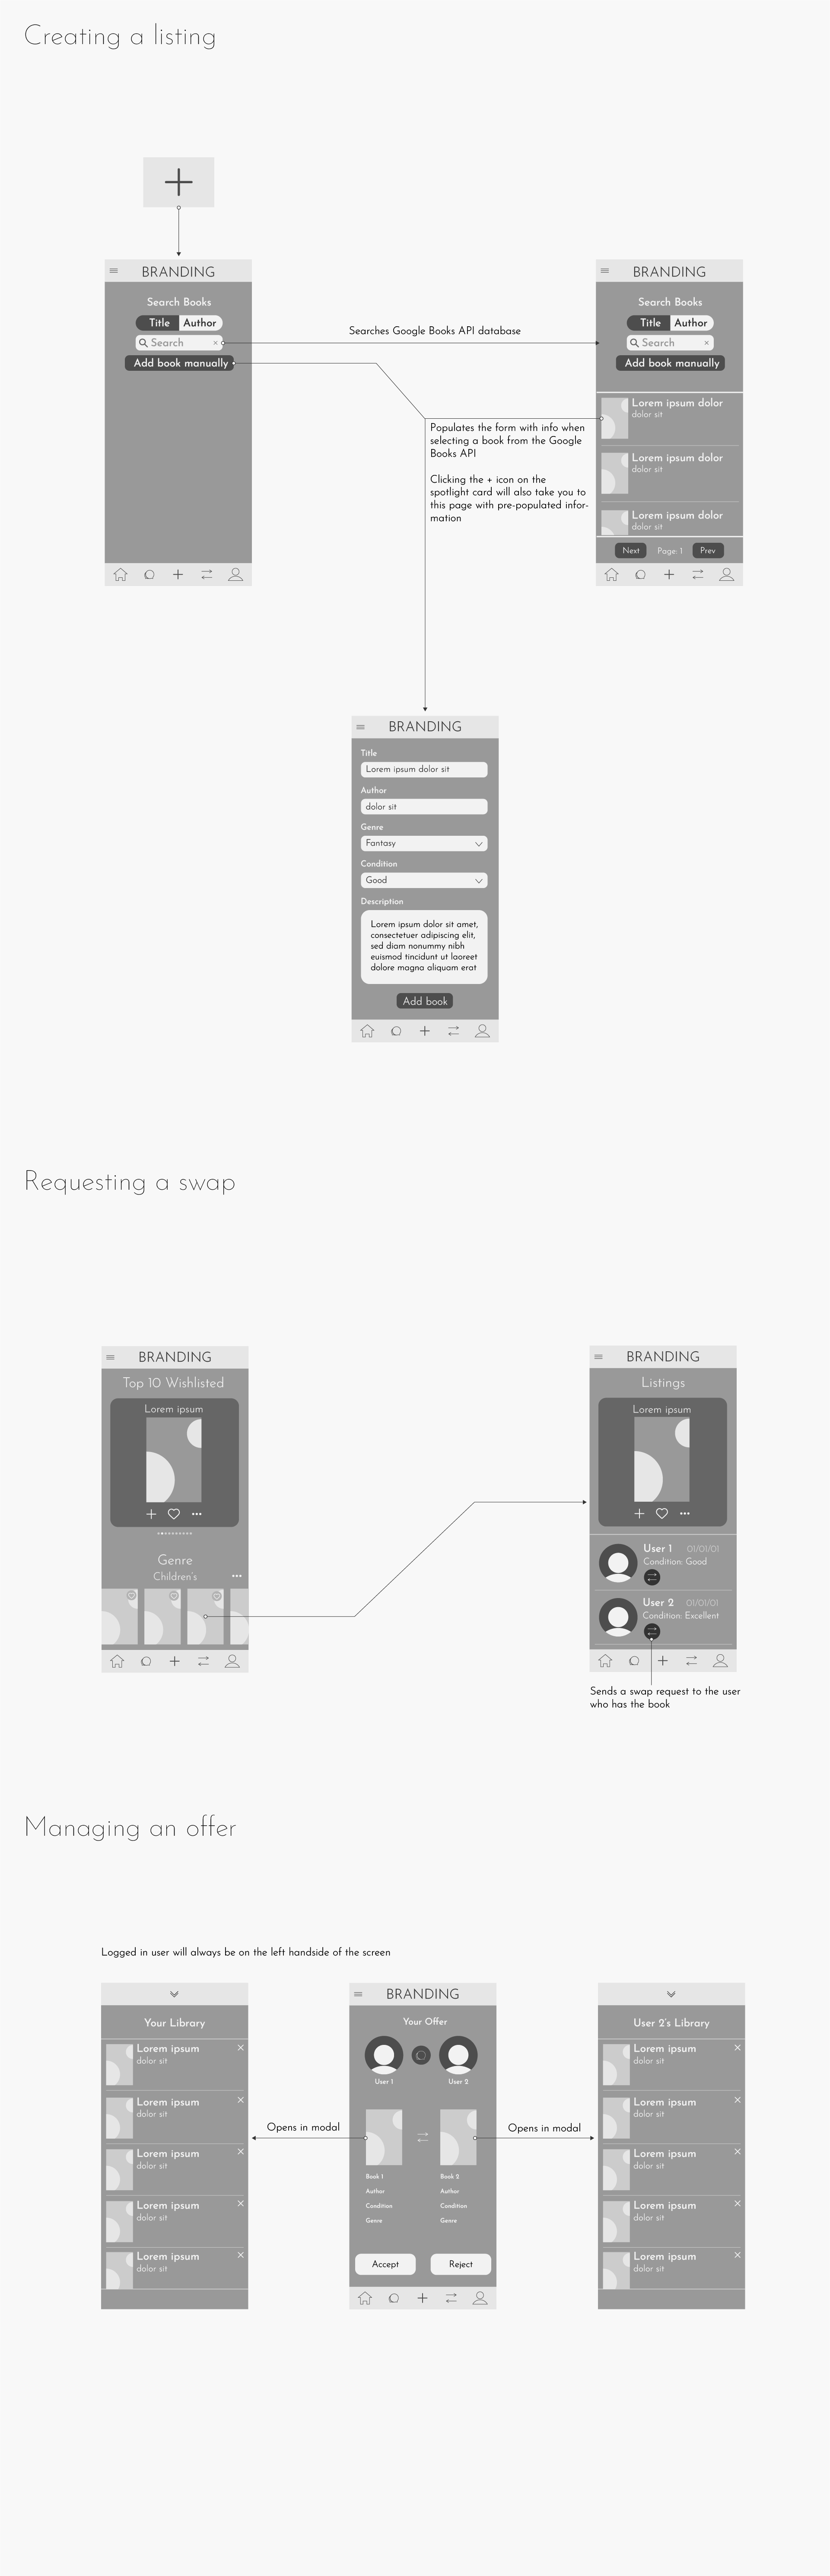 Creating a listing
BRANDING
Search Books
Title Author
Search
Add book manually
Searches Google Books API database
BRANDING
Search Books
Title Author
Search
Add book manually
Lorem ipsum dolor
dolor sit
Lorem ipsum dolor
dolor sit
Lorem ipsum dolor
dolor sit
Next Page: 1 Prev
Populates the form with info when
selecting a book from the Google
Books API
Clicking the + icon on the
spotlight card will also take you to
this page with pre-populated infor-
mation
BRANDING
Title
Lorem ipsum dolor sit
Author
dolor sit
Genre
Fantasy
Condition
Good
Description
Lorem ipsum dolor sit amet,
consectetuer adipiscing elit,
sed diam nonummy nibh
euismod tincidunt ut laoreet
dolore magna aliquam erat
Add book
Requesting a swap
BRANDING
Top 10 Wishlisted
Lorem ipsum
Genre
Children's
BRANDING
Listings
Lorem ipsum
User 1 01/01/01
Condition: Good
User 2 01/01/01
Condition: Excellent
Sends a swap request to the user
who has the book
Managing an offer
Logged in user will always be on the left handside of the screen
Your Library
Lorem ipsum
dolor sit
Lorem ipsum
dolor sit
Lorem ipsum
dolor sit
Lorem ipsum
dolor sit
Lorem ipsum
dolor sit
Opens in modal
BRANDING
Your Offer
User 1 User 2
Book 1 Book 2
Author Author
Condition Condition
Genre Genre
Accept Reject
Opens in modal
User 2's Library
Lorem ipsum
dolor sit
Lorem ipsum
dolor sit
Lorem ipsum
dolor sit
Lorem ipsum
dolor sit
Lorem ipsum
dolor sit